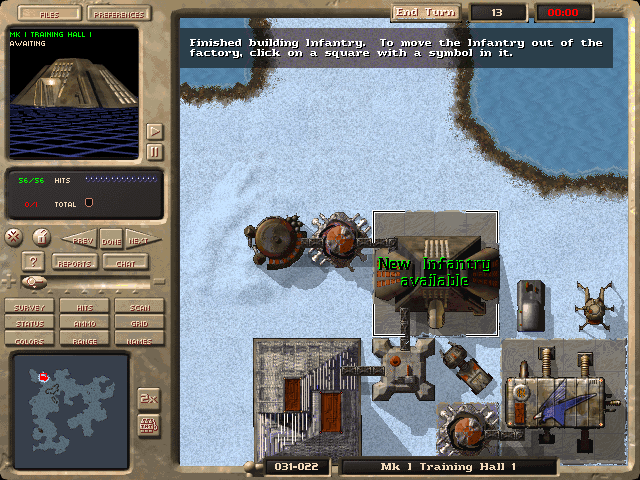 FILES
PREFERENCES
End Turn
13
00:00
MK I TRAINING HALL 1
AWAITING
Finished building Infantry. To move the Infantry out of the
factory, click on a square with a symbol in it.
56/56 HITS
0/1 TOTAL
PREV
DONE
NEXT
?
REPORTS
CHAT
New Infantry
available
SURVEY
HITS
SCAN
STATUS
AMMO
GRID
COLORS
RANGE
NAMES
2x
031-022
Mk I Training Hall 1